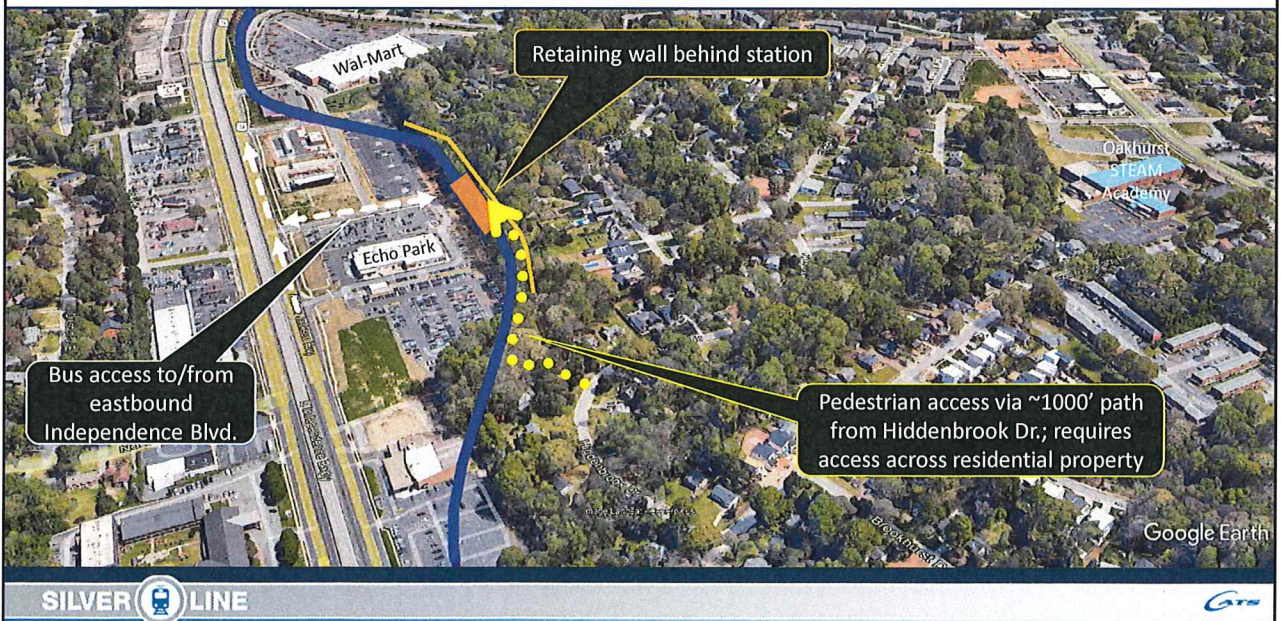 Wal-Mart
Retaining wall behind station
Oakhurst
STEAM
Academy
Echo Park
Bus access to/from
eastbound
Independence Blvd.
Pedestrian access via ~1000' path
from Hiddenbrook Dr.; requires
access across residential property
Google Earth
SILVER LINE
CATS